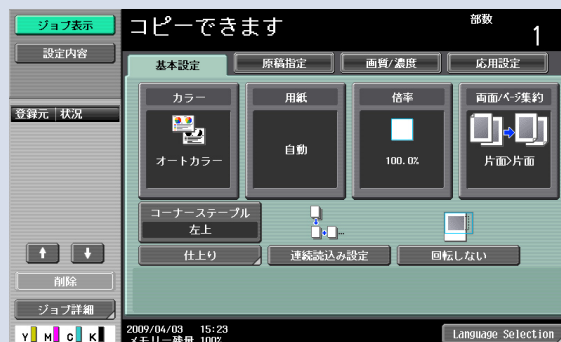 ジョブ表示
設定内容
登録元 状況
削除
ジョブ詳細
Y M C K
コピーできます
部数
1
基本設定
原稿指定
画質/濃度
応用設定
カラー
オートカラー
用紙
自動
倍率
100.0%
両面/ページ集約
片面>片面
コーナーステープル
左上
仕上り
連続読込み設定
回転しない
2009/04/03 15:23
メモリー残量 100%
Language Selection